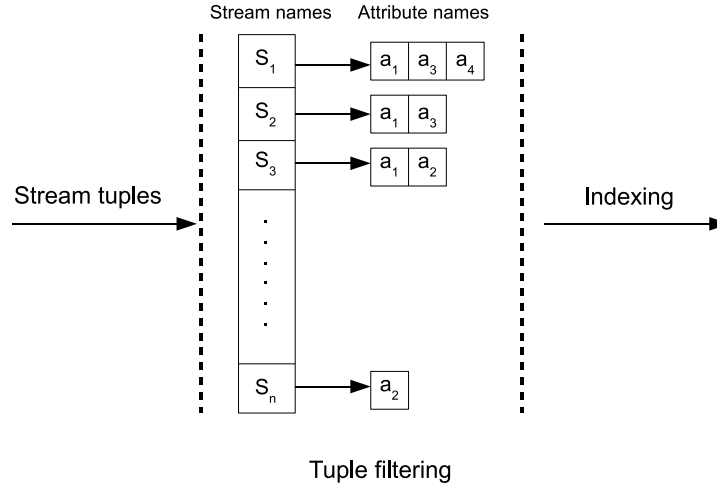 Stream names Attribute names
S1 a1 a3 a4
S2 a1 a3
S3 a1 a2
Stream tuples Indexing
.
.
.
.
.
.
Sn a2
Tuple filtering